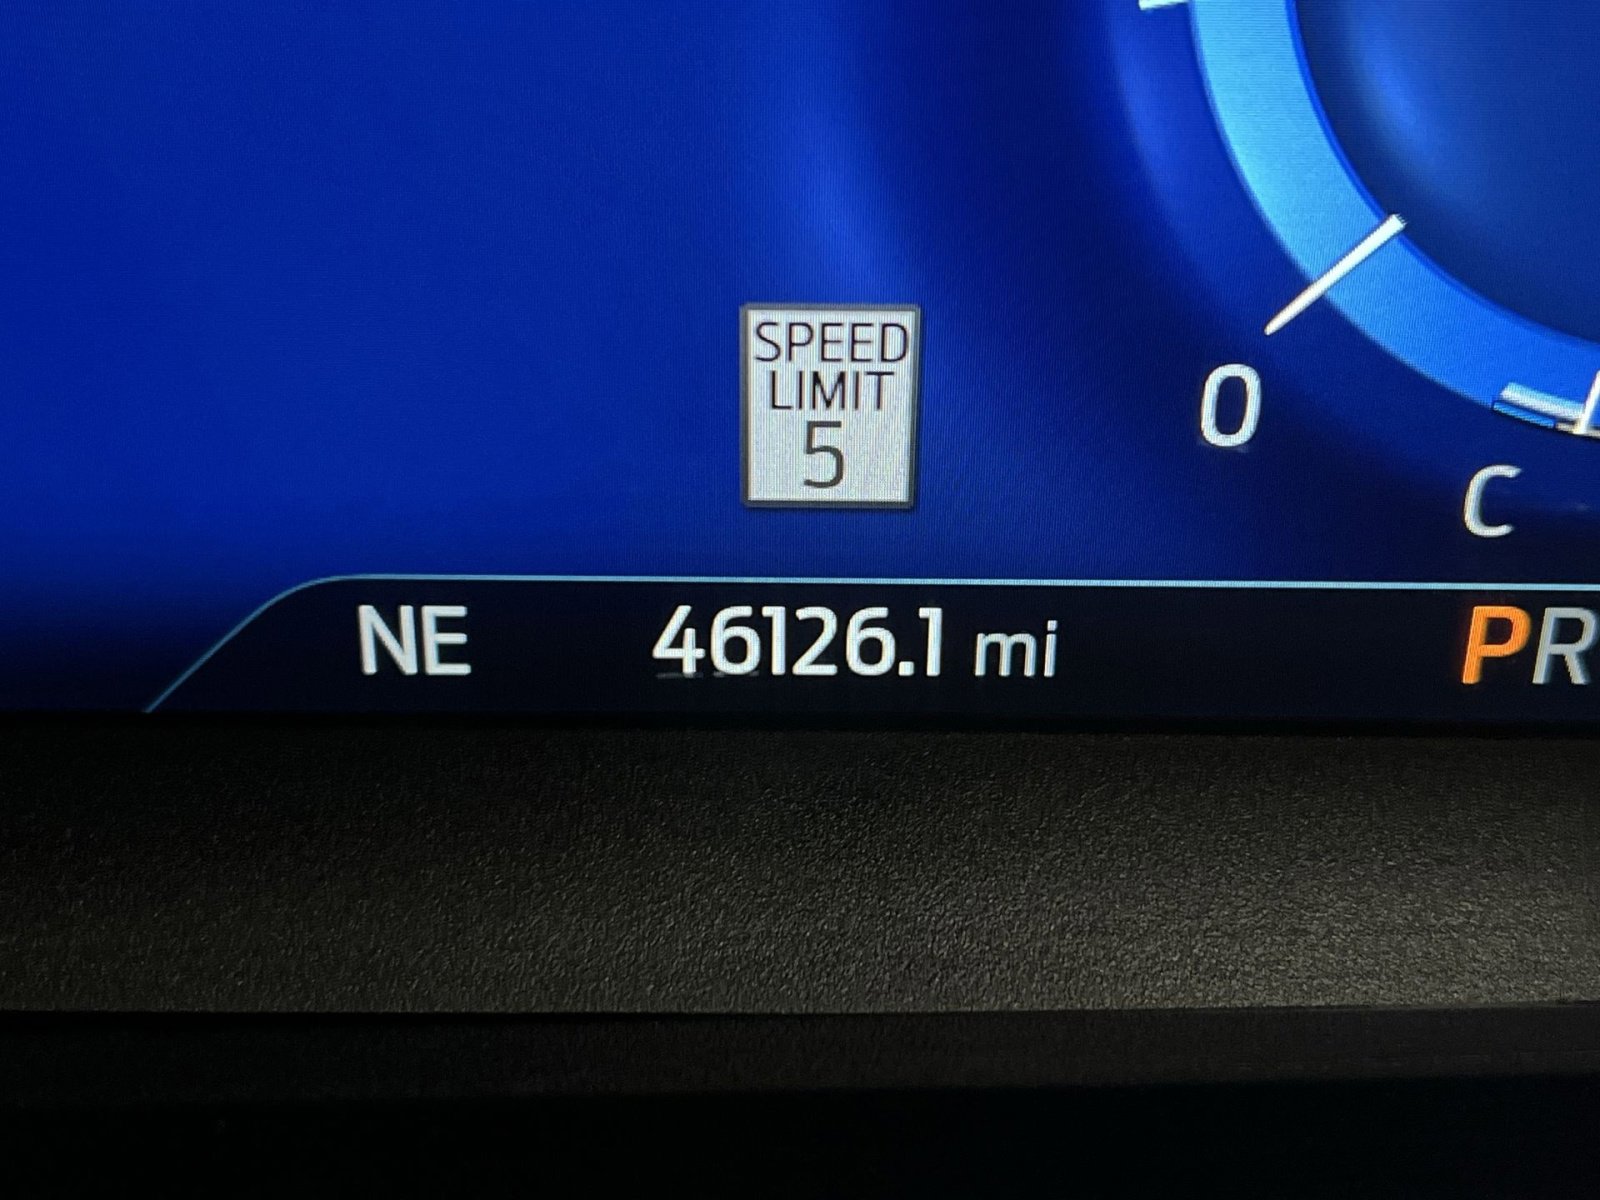 SPEED
LIMIT
5
0
C
NE 46126.1 mi PR